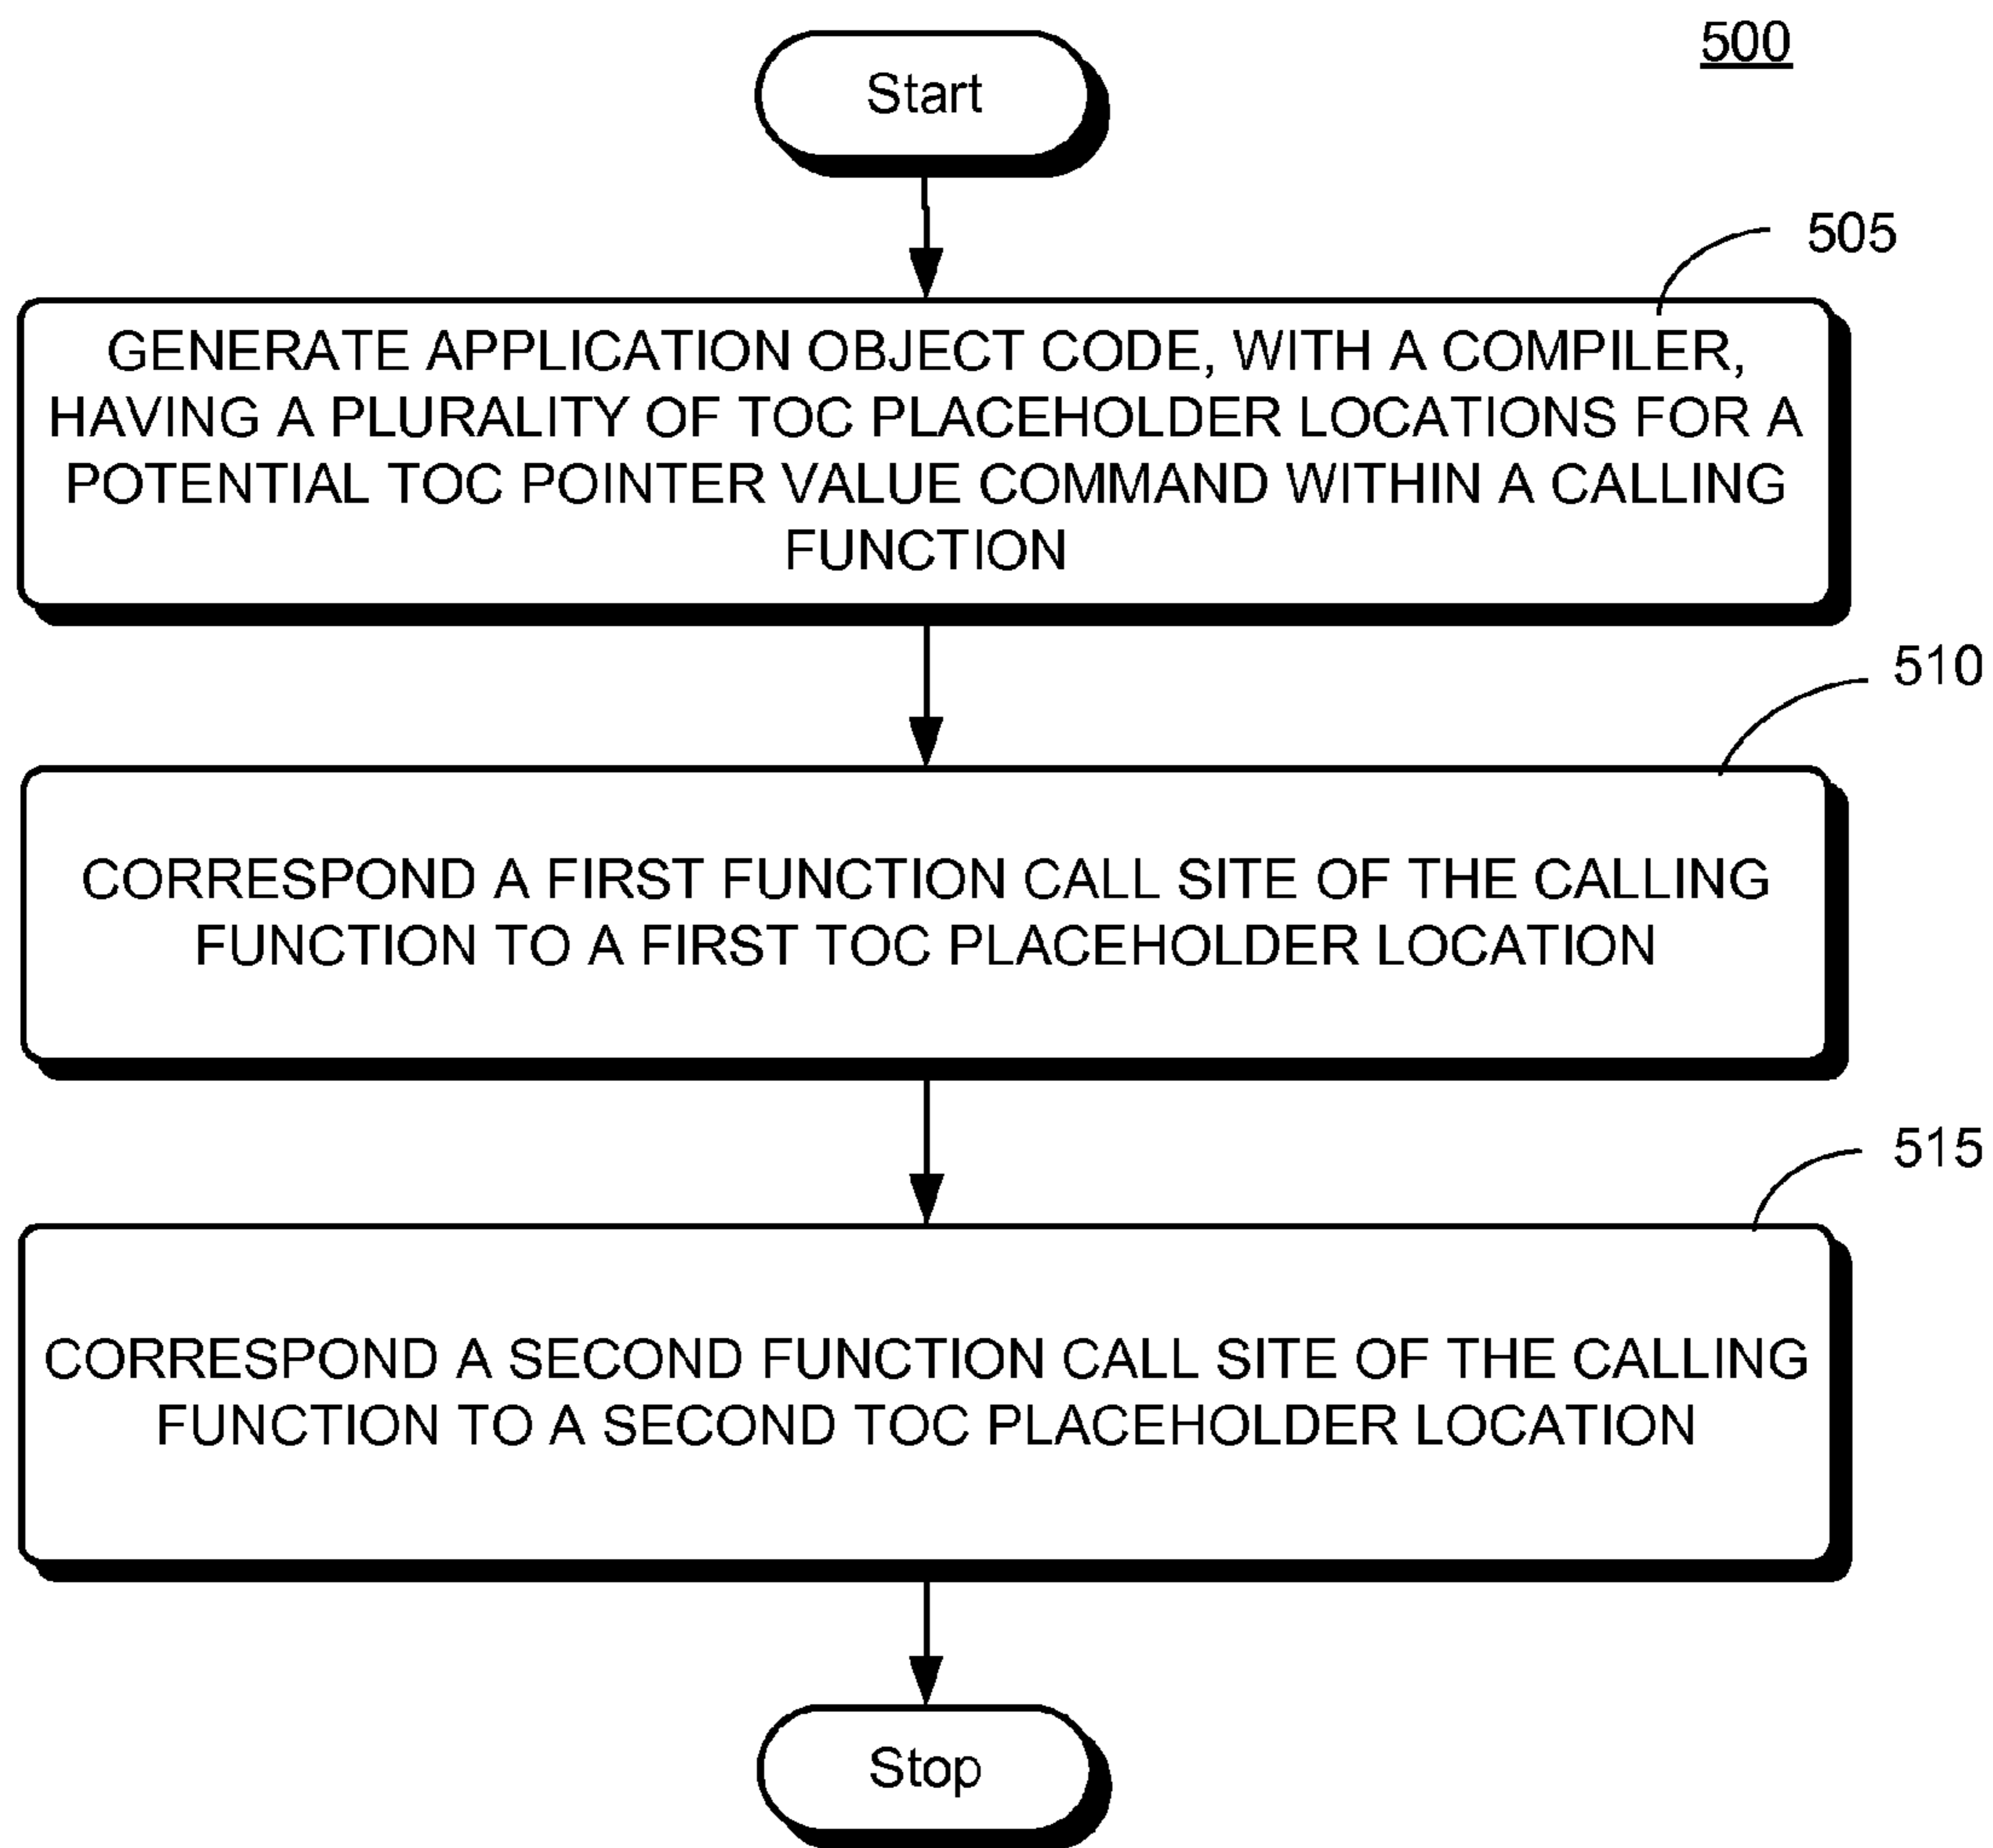 500
Start
505
GENERATE APPLICATION OBJECT CODE, WITH A COMPILER,
HAVING A PLURALITY OF TOC PLACEHOLDER LOCATIONS FOR A
POTENTIAL TOC POINTER VALUE COMMAND WITHIN A CALLING
FUNCTION
510
CORRESPOND A FIRST FUNCTION CALL SITE OF THE CALLING
FUNCTION TO A FIRST TOC PLACEHOLDER LOCATION
515
CORRESPOND A SECOND FUNCTION CALL SITE OF THE CALLING
FUNCTION TO A SECOND TOC PLACEHOLDER LOCATION
Stop